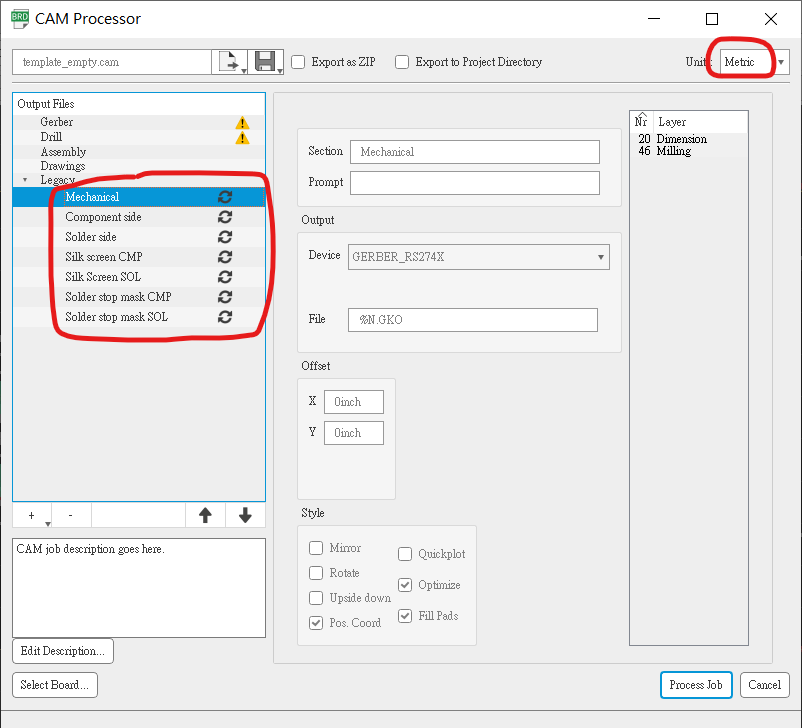 BRD CAM Processor
template_empty.cam Export as ZIP Export to Project Directory Units Metric
Output Files
Gerber
Drill
Assembly
Drawings
Legacy
Mechanical
Component side
Solder side
Silk screen CMP
Silk Screen SOL
Solder stop mask CMP
Solder stop mask SOL
+ -
CAM job description goes here.
Edit Description...
Select Board...
Section Mechanical
Prompt
Output
Device GERBER_RS274X
File %N.GKO
Offset
X 0inch
Y 0inch
Style
Mirror Quickplot
Rotate Optimize
Upside down Fill Pads
Pos. Coord
Nr Layer
20 Dimension
46 Milling
Process Job Cancel